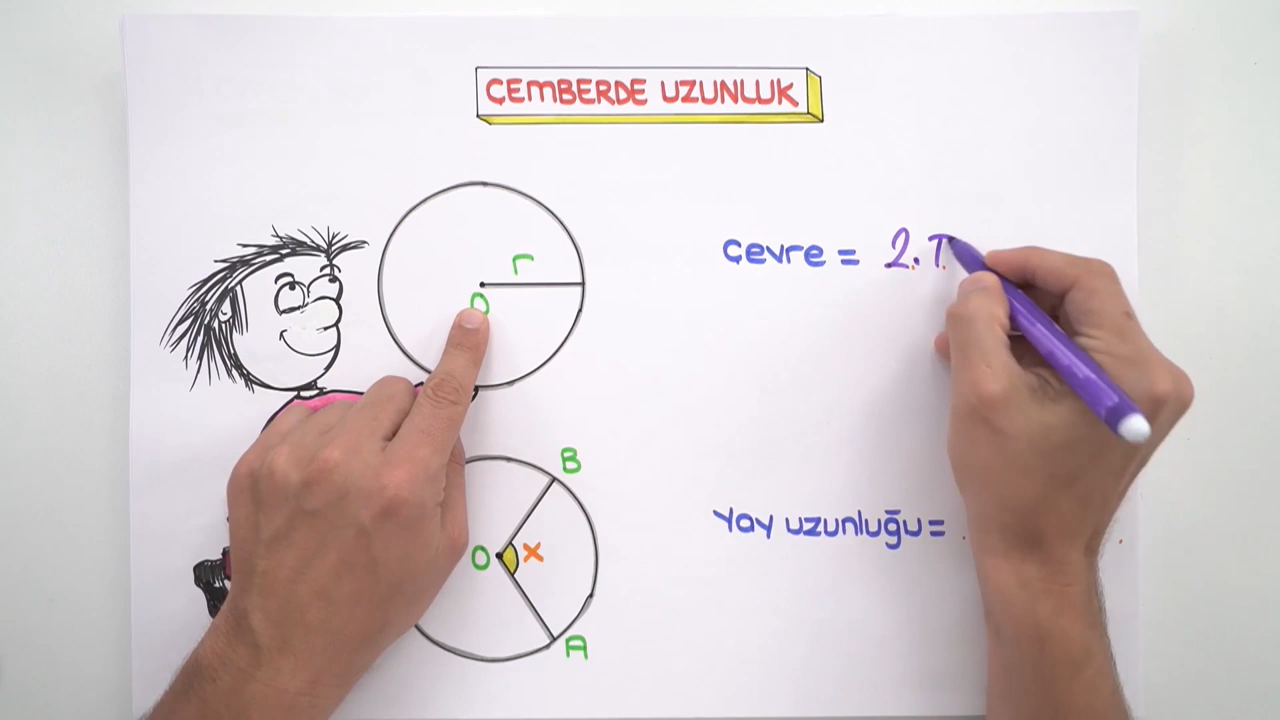 ÇEMBERDE UZUNLUK
r
O
Çevre = 2.
B
O x
A
Yay uzunluğu =